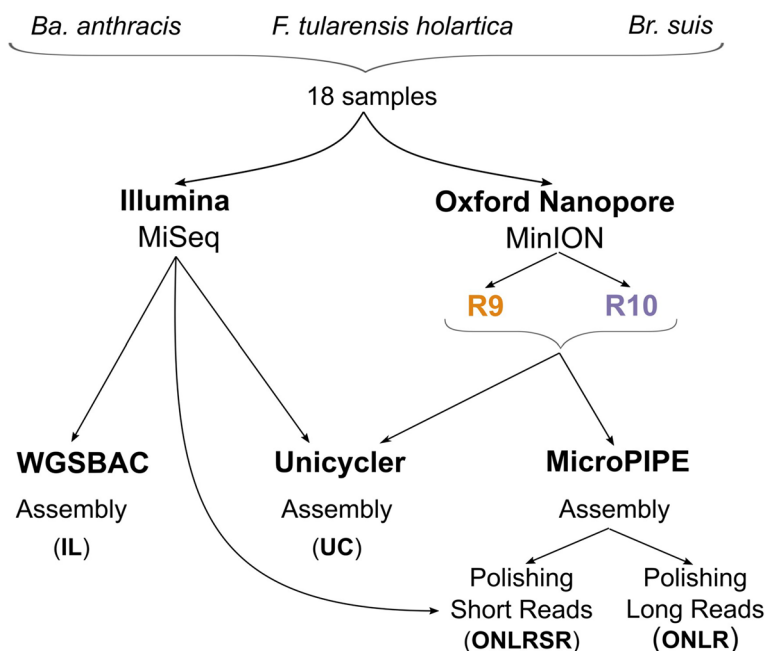 Ba. anthracis F. tularensis holartica Br. suis
18 samples
Illumina Oxford Nanopore
MiSeq MinION
R9 R10
WGSBAC Unicycler MicroPIPE
Assembly Assembly Assembly
(IL) (UC)
Polishing Polishing
Short Reads Long Reads
(ONLRSR) (ONLR)